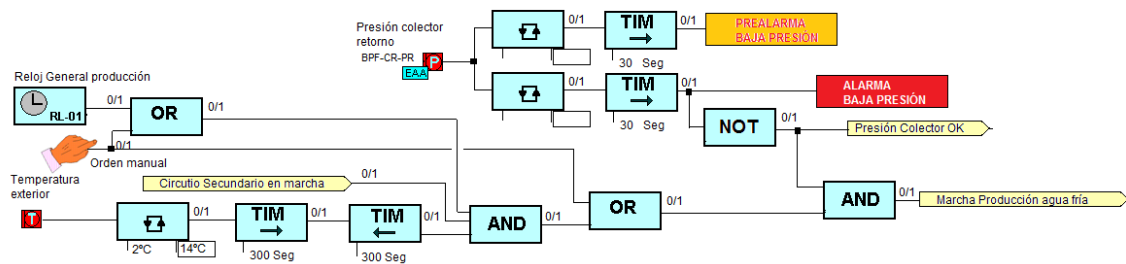 Presión colector
retorno
BPF-CR-PR
EAA
P
0/1
TIM
0/1
30 Seg
PREALARMA
BAJA PRESIÓN
0/1
TIM
0/1
30 Seg
ALARMA
BAJA PRESIÓN
NOT
0/1
Presión Colector OK
Reloj General producción
RL-01
0/1
OR
0/1
0/1
Orden manual
Temperatura
exterior
T
Circutio Secundario en marcha
0/1
2ºC
14ºC
0/1
TIM
300 Seg
0/1
TIM
300 Seg
0/1
AND
0/1
OR
0/1
AND
0/1
Marcha Producción agua fría